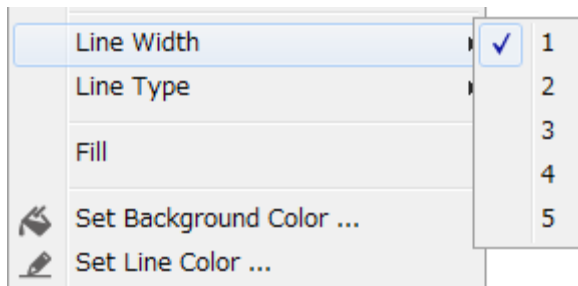 Line Width
Line Type
Fill
Set Background Color ...
Set Line Color ...
1
2
3
4
5